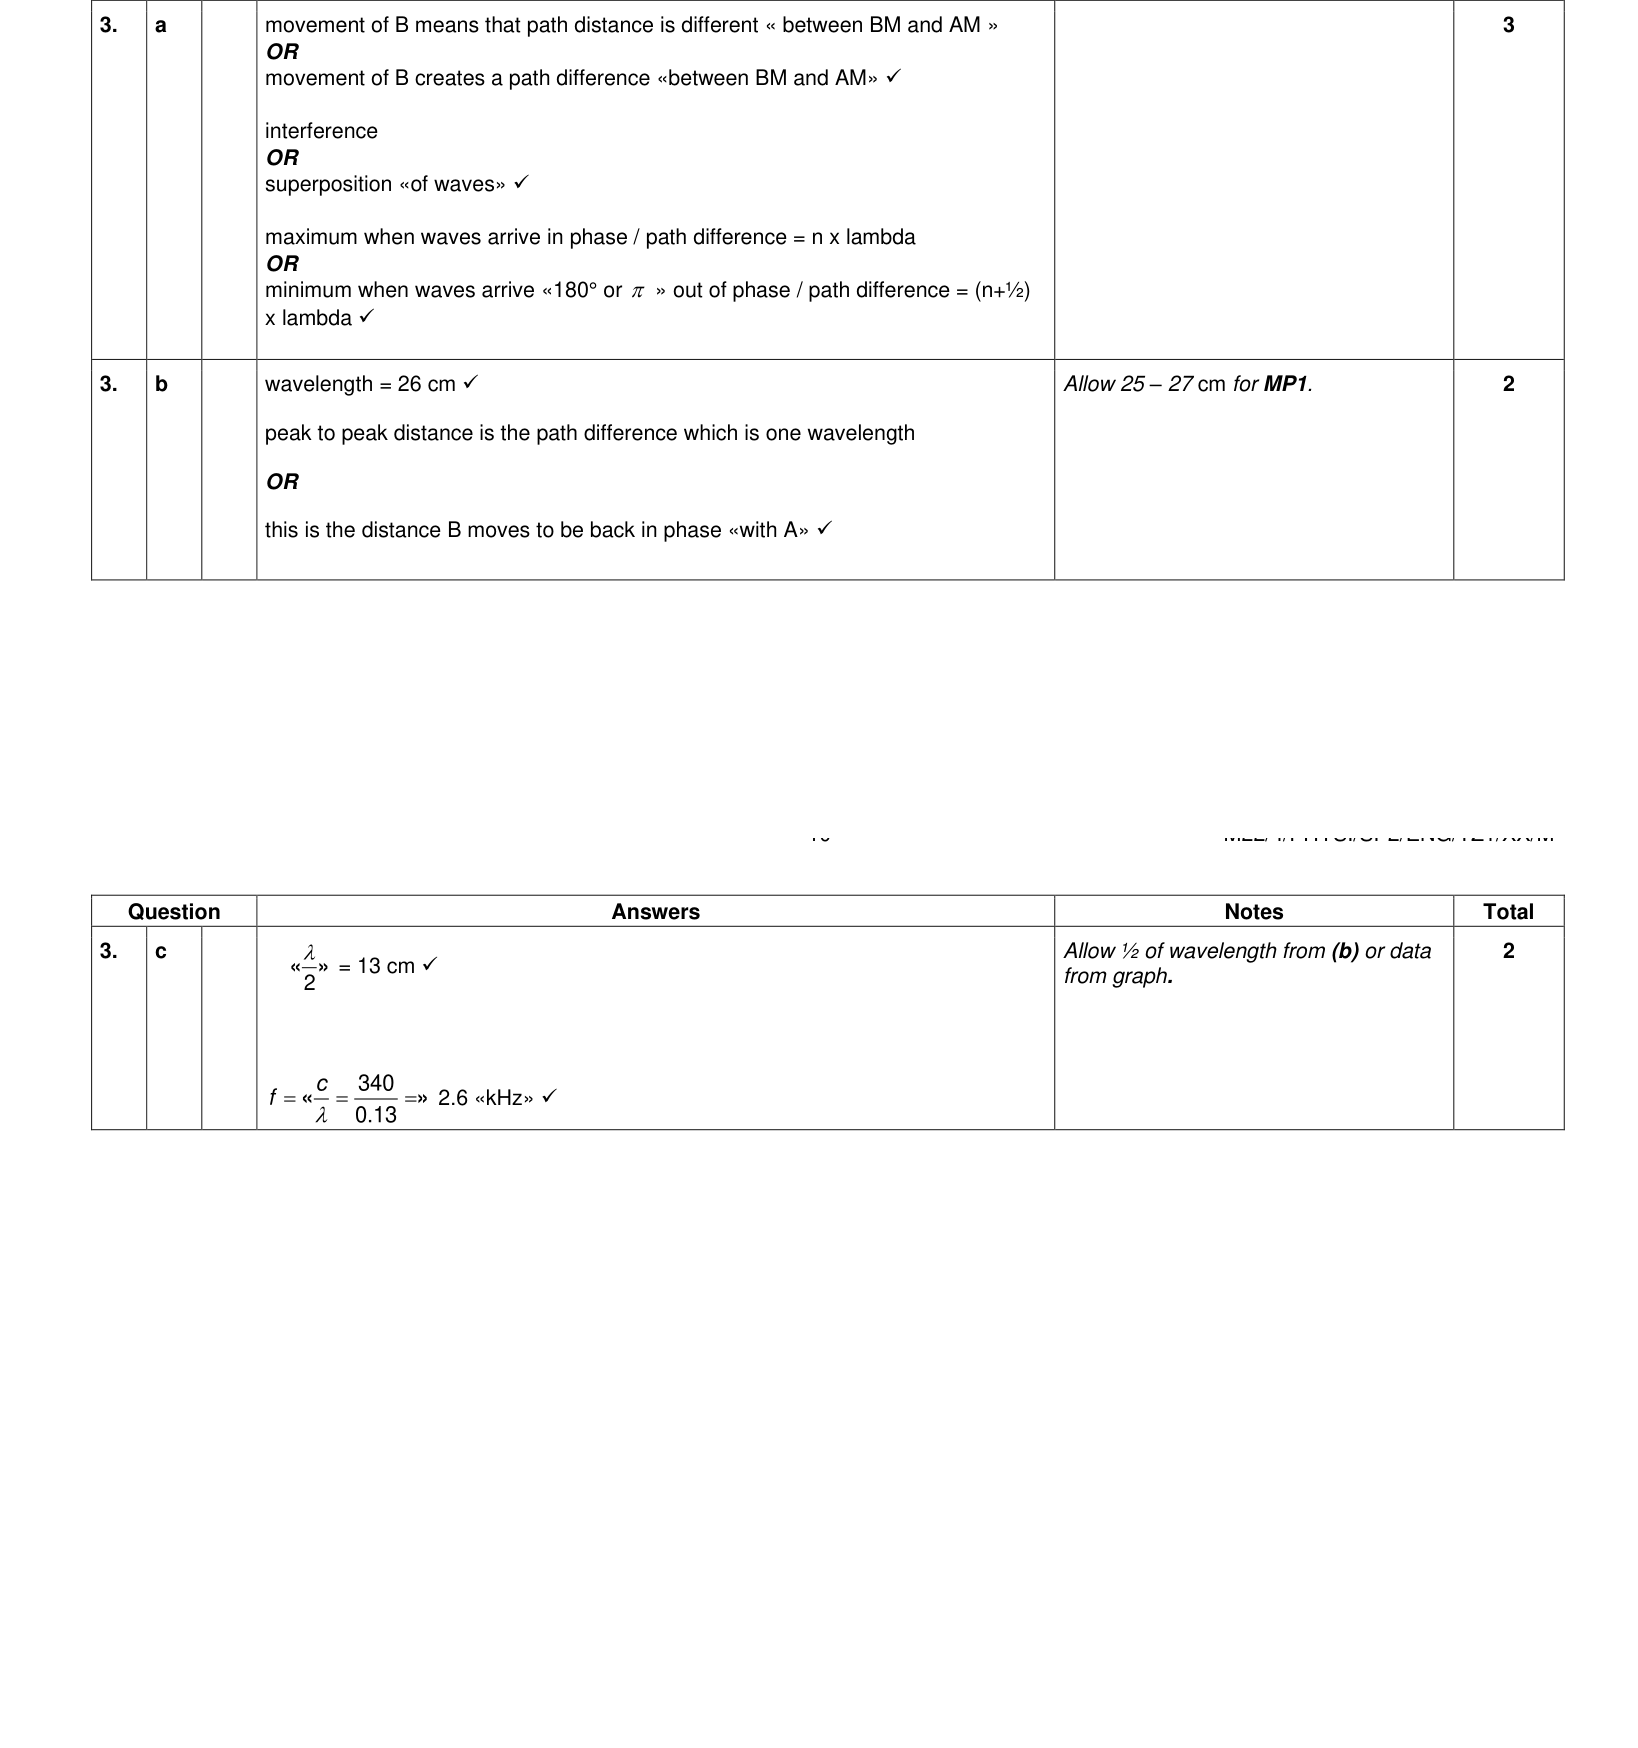 3. a movement of B means that path distance is different « between BM and AM » 3
OR
movement of B creates a path difference «between BM and AM» ✓
interference
OR
superposition «of waves» ✓
maximum when waves arrive in phase / path difference = n x lambda
OR
minimum when waves arrive «180° or π » out of phase / path difference = (n+½)
x lambda ✓
3. b wavelength = 26 cm ✓ Allow 25 – 27 cm for MP1. 2
peak to peak distance is the path difference which is one wavelength
OR
this is the distance B moves to be back in phase «with A» ✓
Question Answers Notes Total
3. c «λ/2» = 13 cm ✓ Allow ½ of wavelength from (b) or data 2
from graph.
f = «c/λ = 340/0.13 =» 2.6 «kHz» ✓